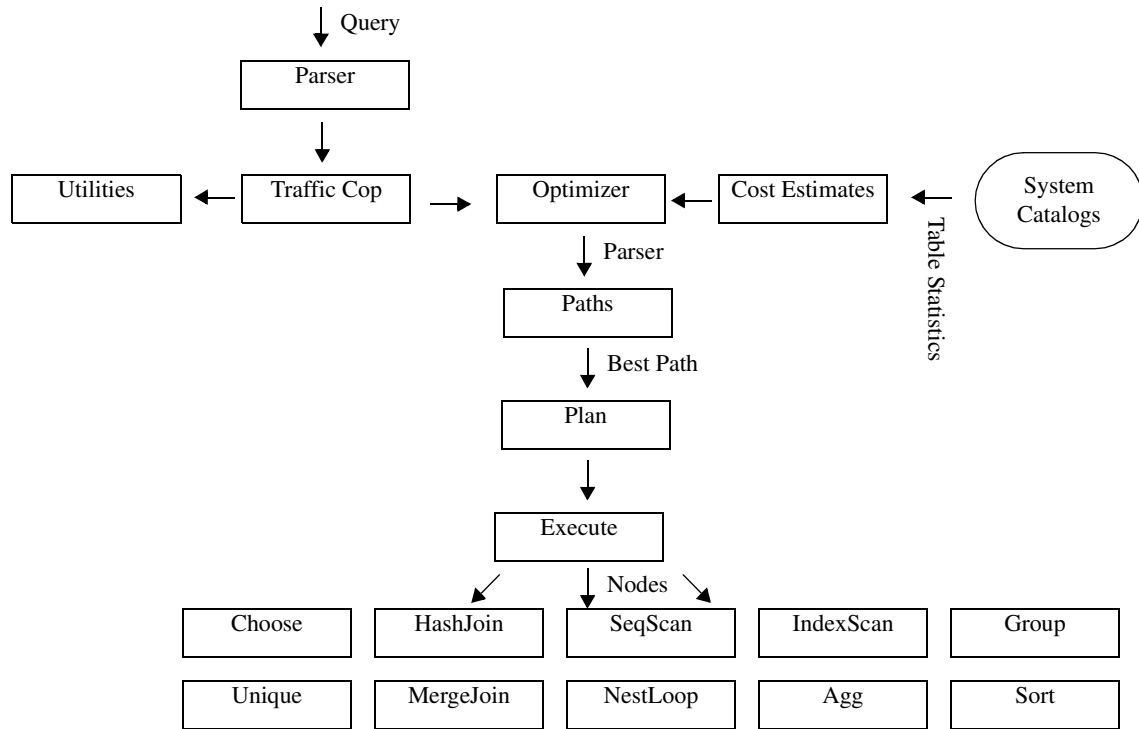 Query
Parser
Utilities
Traffic Cop
Optimizer
Cost Estimates
System
Catalogs
Table Statistics
Parser
Paths
Best Path
Plan
Execute
Nodes
Choose
HashJoin
SeqScan
IndexScan
Group
Unique
MergeJoin
NestLoop
Agg
Sort